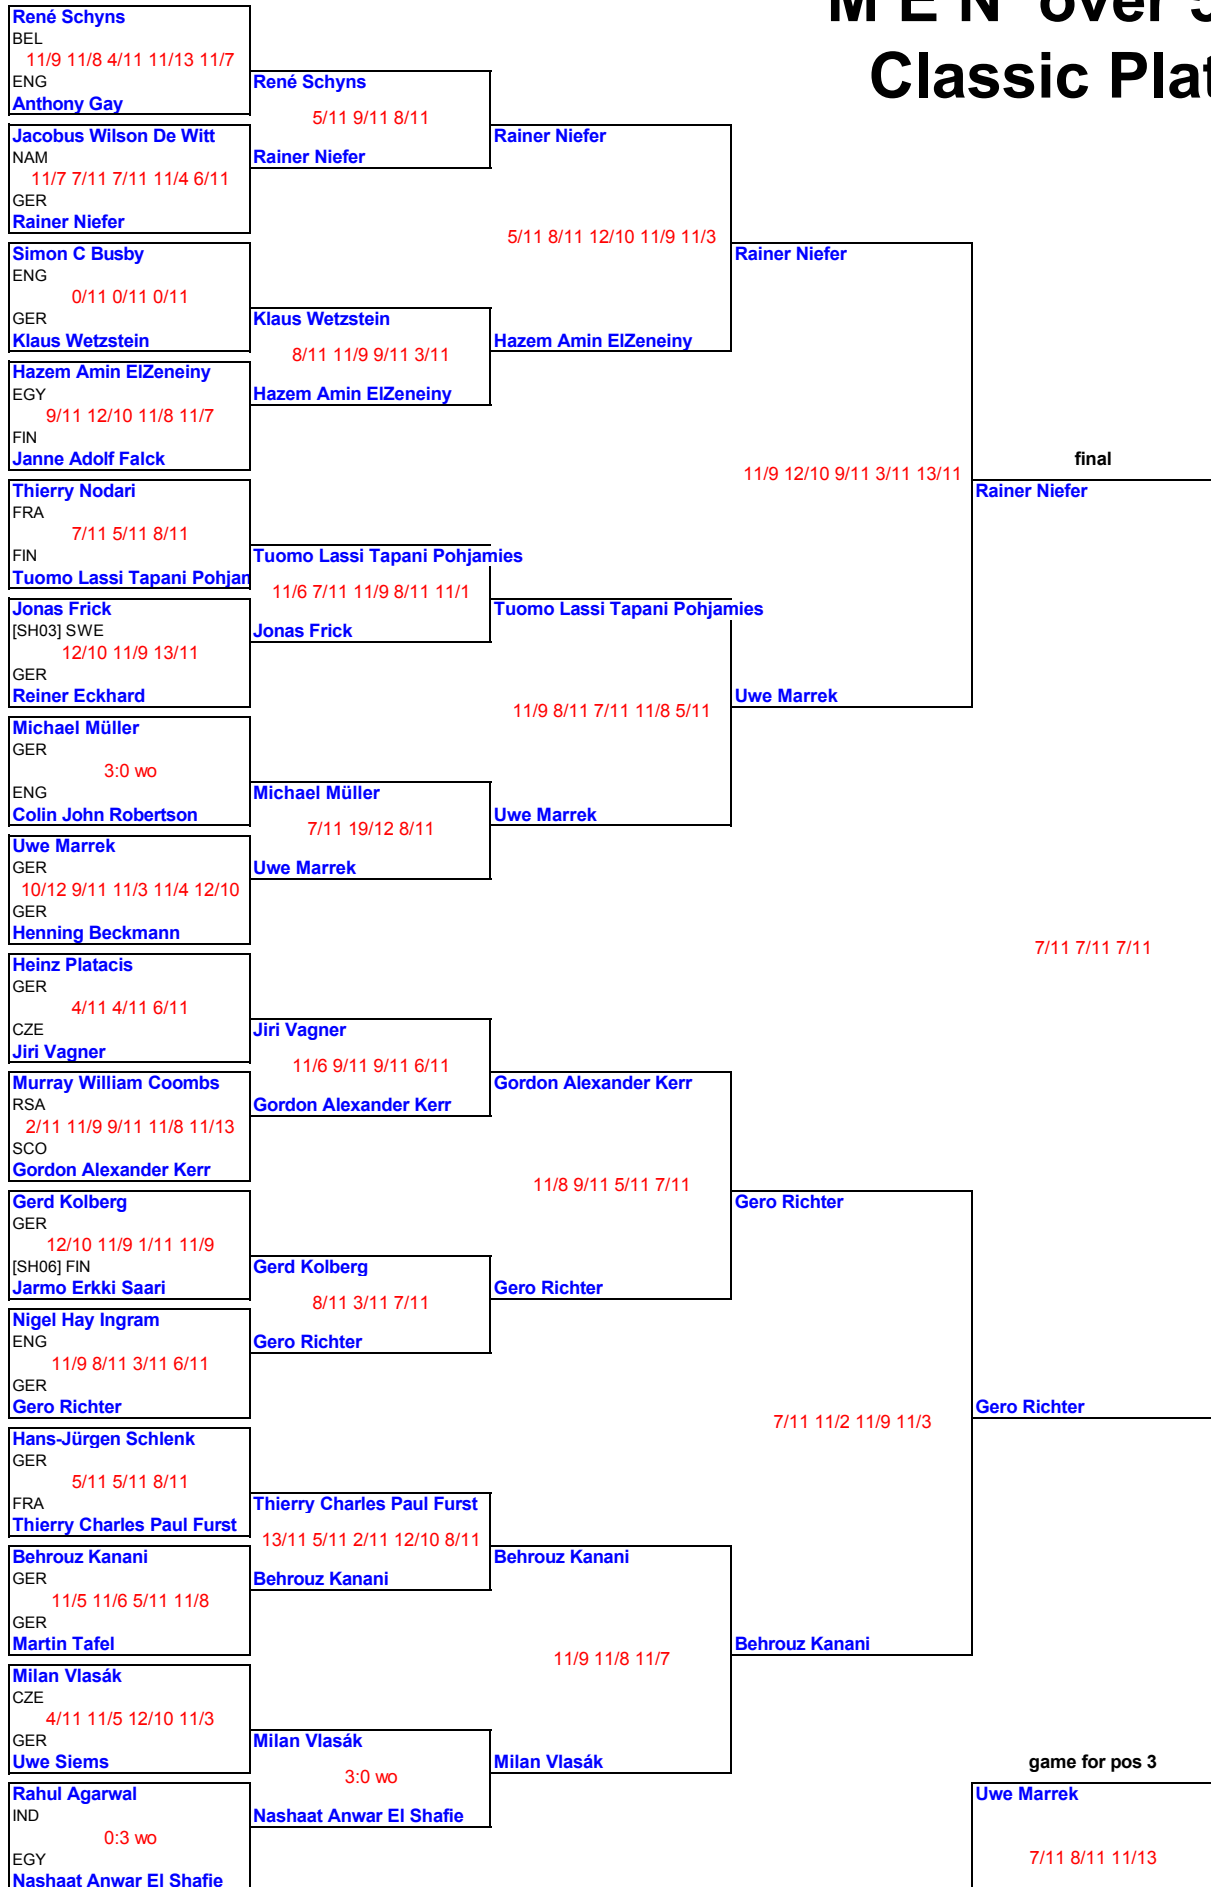 M E N over 5
Classic Plat
René Schyns
BEL
11/9 11/8 4/11 11/13 11/7
ENG
Anthony Gay
Jacobus Wilson De Witt
NAM
11/7 7/11 7/11 11/4 6/11
GER
Rainer Niefer
Simon C Busby
ENG
0/11 0/11 0/11
GER
Klaus Wetzstein
Hazem Amin ElZeneiny
EGY
9/11 12/10 11/8 11/7
FIN
Janne Adolf Falck
Thierry Nodari
FRA
7/11 5/11 8/11
FIN
Tuomo Lassi Tapani Pohjan
Jonas Frick
[SH03] SWE
12/10 11/9 13/11
GER
Reiner Eckhard
Michael Müller
GER
3:0 wo
ENG
Colin John Robertson
Uwe Marrek
GER
10/12 9/11 11/3 11/4 12/10
GER
Henning Beckmann
Heinz Platacis
GER
4/11 4/11 6/11
CZE
Jiri Vagner
Murray William Coombs
RSA
2/11 11/9 9/11 11/8 11/13
SCO
Gordon Alexander Kerr
Gerd Kolberg
GER
12/10 11/9 1/11 11/9
[SH06] FIN
Jarmo Erkki Saari
Nigel Hay Ingram
ENG
11/9 8/11 3/11 6/11
GER
Gero Richter
Hans-Jürgen Schlenk
GER
5/11 5/11 8/11
FRA
Thierry Charles Paul Furst
Behrouz Kanani
GER
11/5 11/6 5/11 11/8
GER
Martin Tafel
Milan Vlasák
CZE
4/11 11/5 12/10 11/3
GER
Uwe Siems
Rahul Agarwal
IND
0:3 wo
EGY
Nashaat Anwar El Shafie
René Schyns
5/11 9/11 8/11
Rainer Niefer
Klaus Wetzstein
8/11 11/9 9/11 3/11
Hazem Amin ElZeneiny
Tuomo Lassi Tapani Pohjamies
11/6 7/11 11/9 8/11 11/1
Jonas Frick
Michael Müller
7/11 19/12 8/11
Uwe Marrek
Jiri Vagner
11/6 9/11 9/11 6/11
Gordon Alexander Kerr
Gerd Kolberg
8/11 3/11 7/11
Gero Richter
Thierry Charles Paul Furst
13/11 5/11 2/11 12/10 8/11
Behrouz Kanani
Milan Vlasák
3:0 wo
Nashaat Anwar El Shafie
Rainer Niefer
5/11 8/11 12/10 11/9 11/3
Hazem Amin ElZeneiny
Tuomo Lassi Tapani Pohjamies
11/9 8/11 7/11 11/8 5/11
Uwe Marrek
Gordon Alexander Kerr
11/8 9/11 5/11 7/11
Gero Richter
Behrouz Kanani
11/9 11/8 11/7
Milan Vlasák
Rainer Niefer
11/9 12/10 9/11 3/11 13/11
Uwe Marrek
Gero Richter
7/11 11/2 11/9 11/3
Behrouz Kanani
final
Rainer Niefer
7/11 7/11 7/11
Gero Richter
game for pos 3
Uwe Marrek
7/11 8/11 11/13